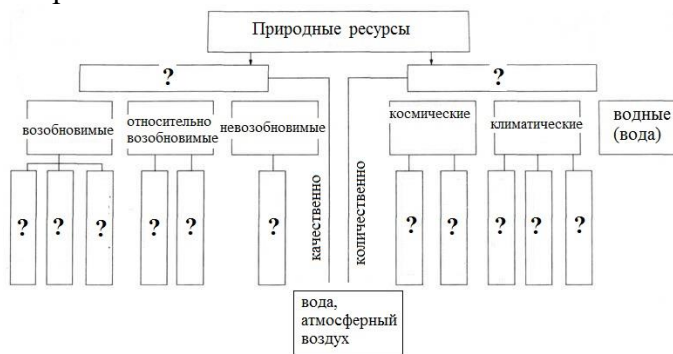 Природные ресурсы
?
?
возобновимые
относительно
возобновимые
невозобновимые
космические
климатические
водные
(вода)
?
?
?
?
?
?
качественно
количественно
?
?
?
?
?
вода,
атмосферный
воздух